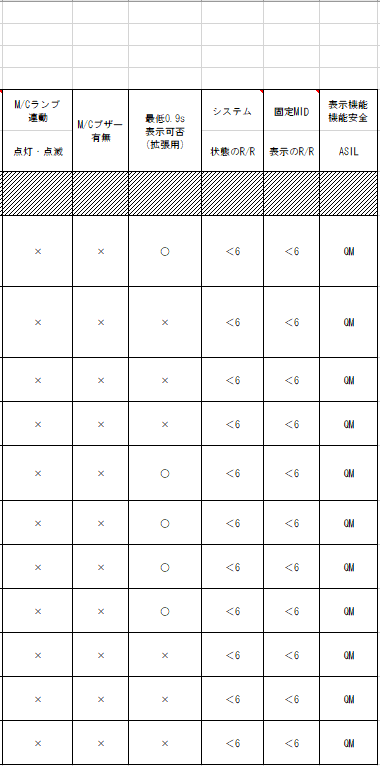 M/Cランプ
連動
点灯・点滅
M/Cブザー
有無
最低0.9s
表示可否
(拡張用)
システム
状態のR/R
固定MID
表示のR/R
表示機能
機能安全
ASIL
× × ○ <6 <6 QM
× × × <6 <6 QM
× × × <6 <6 QM
× × × <6 <6 QM
× × ○ <6 <6 QM
× × ○ <6 <6 QM
× × ○ <6 <6 QM
× × ○ <6 <6 QM
× × × <6 <6 QM
× × × <6 <6 QM
× × × <6 <6 QM